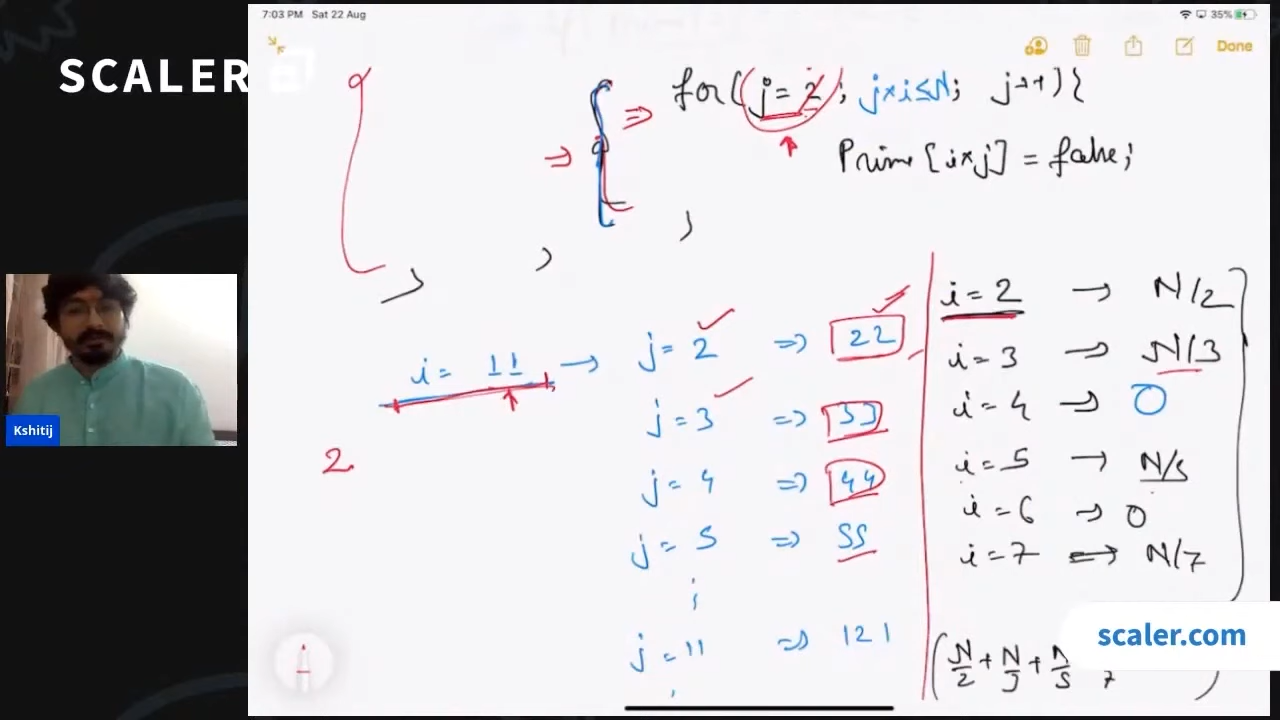 7:03 PM Sat 22 Aug
35%
SCALER
Done
for( j = 2 ; j×i≤N; j++) {
Prime [i×j] = false;
i = 11 → j = 2 => 22
j = 3 => 33
j = 4 => 44
j = 5 => 55
j = 11 => 121
2
i = 2 → N/2
i = 3 → N/3
i = 4 → 0
i = 5 → N/5
i = 6 → 0
i = 7 → N/7
Kshitij
scaler.com
( N/2 + N/3 + N/5 7 )